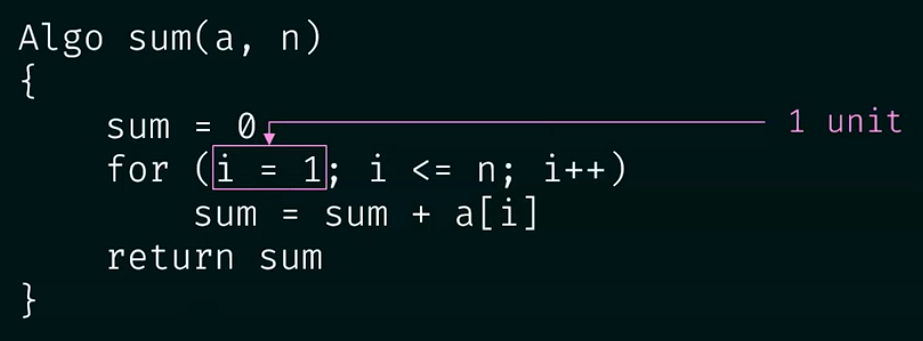 Algo sum(a, n)
{
sum = 0
1 unit
for (i = 1; i <= n; i++)
sum = sum + a[i]
return sum
}